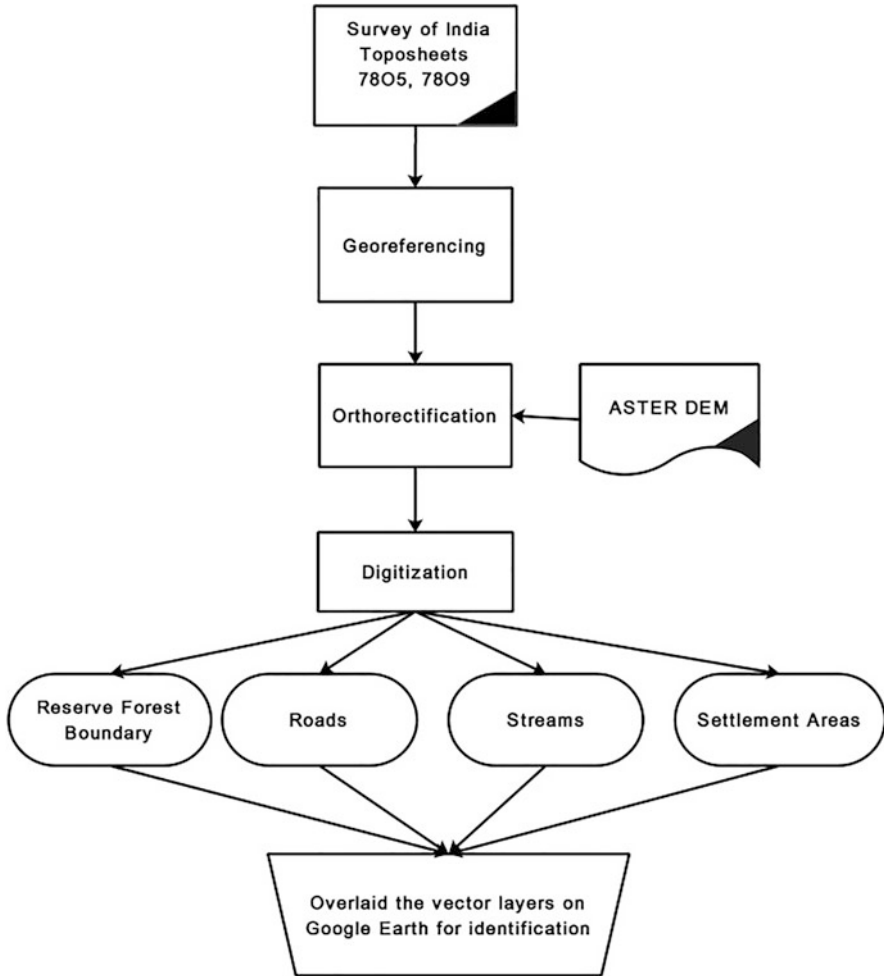 Survey of India
Toposheets
78O5, 78O9
Georeferencing
Orthorectification
ASTER DEM
Digitization
Reserve Forest
Boundary
Roads
Streams
Settlement Areas
Overlaid the vector layers on
Google Earth for identification